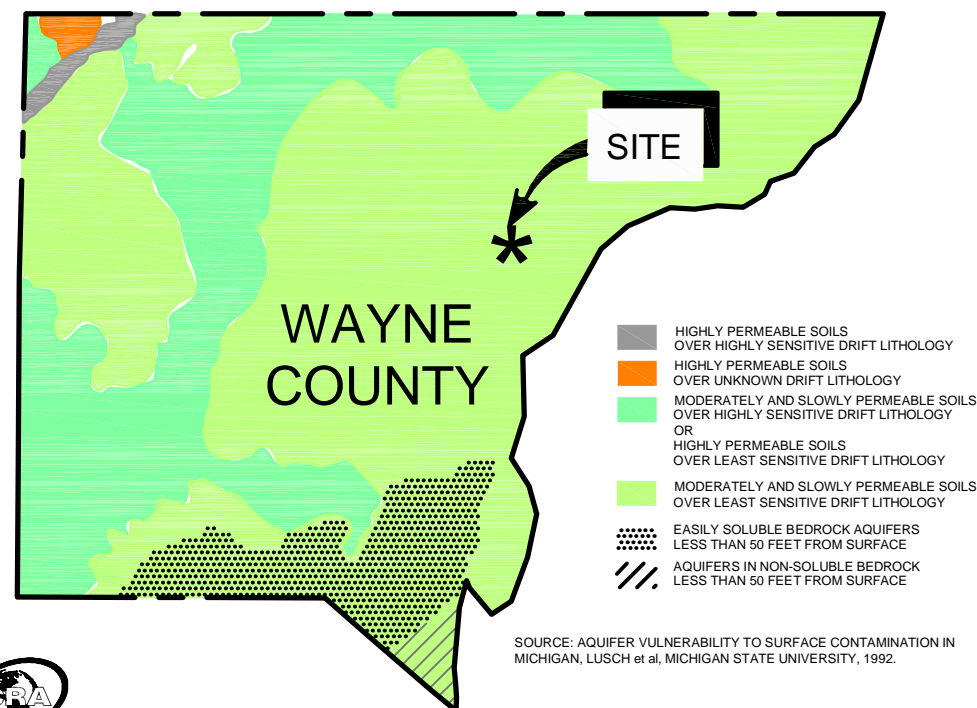 SITE
WAYNE
COUNTY
HIGHLY PERMEABLE SOILS
OVER HIGHLY SENSITIVE DRIFT LITHOLOGY
HIGHLY PERMEABLE SOILS
OVER UNKNOWN DRIFT LITHOLOGY
MODERATELY AND SLOWLY PERMEABLE SOILS
OVER HIGHLY SENSITIVE DRIFT LITHOLOGY
OR
HIGHLY PERMEABLE SOILS
OVER LEAST SENSITIVE DRIFT LITHOLOGY
MODERATELY AND SLOWLY PERMEABLE SOILS
OVER LEAST SENSITIVE DRIFT LITHOLOGY
EASILY SOLUBLE BEDROCK AQUIFERS
LESS THAN 50 FEET FROM SURFACE
AQUIFERS IN NON-SOLUBLE BEDROCK
LESS THAN 50 FEET FROM SURFACE
SOURCE: AQUIFER VULNERABILITY TO SURFACE CONTAMINATION IN
MICHIGAN, LUSCH et al, MICHIGAN STATE UNIVERSITY, 1992.
CRA